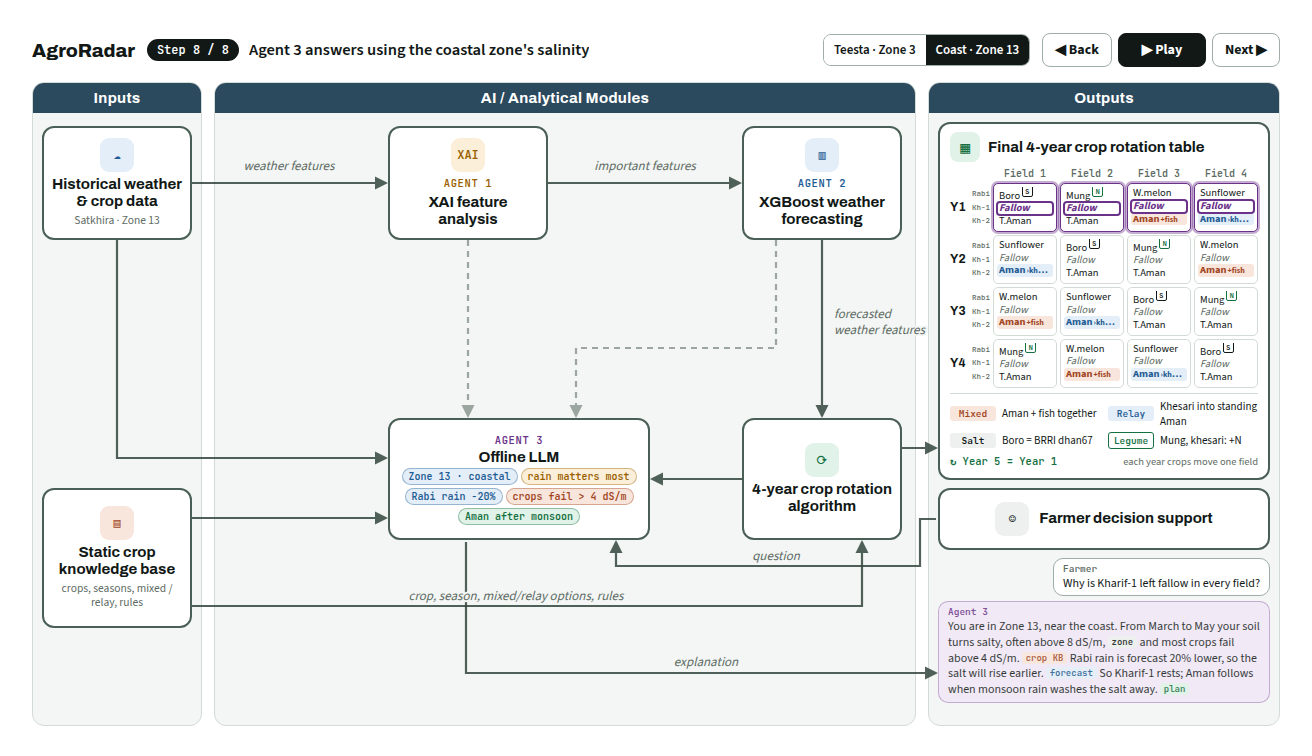 AgroRadar
Step 8 / 8
Agent 3 answers using the coastal zone's salinity
Teesta · Zone 3
Coast · Zone 13
◀ Back
▶ Play
Next ▶
Inputs
AI / Analytical Modules
Outputs
Historical weather
& crop data
Satkhira · Zone 13
weather features
XAI
AGENT 1
XAI feature
analysis
important features
AGENT 2
XGBoost weather
forecasting
forecasted
weather features
AGENT 3
Offline LLM
Zone 13 · coastal
rain matters most
Rabi rain -20%
crops fail > 4 dS/m
Aman after monsoon
4-year crop rotation
algorithm
Static crop
knowledge base
crops, seasons, mixed /
relay, rules
question
crop, season, mixed/relay options, rules
explanation
Final 4-year crop rotation table
Field 1 Field 2 Field 3 Field 4
Y1
Rabi Boro S Mung N W.melon Sunflower
Kh-1 Fallow Fallow Fallow Fallow
Kh-2 T.Aman T.Aman Aman+fish Aman›kh…
Y2
Rabi Sunflower Boro S Mung N W.melon
Kh-1 Fallow Fallow Fallow Fallow
Kh-2 Aman›kh… T.Aman T.Aman Aman+fish
Y3
Rabi W.melon Sunflower Boro S Mung N
Kh-1 Fallow Fallow Fallow Fallow
Kh-2 Aman+fish Aman›kh… T.Aman T.Aman
Y4
Rabi Mung N W.melon Sunflower Boro S
Kh-1 Fallow Fallow Fallow Fallow
Kh-2 T.Aman Aman+fish Aman›kh… T.Aman
Mixed Aman + fish together
Relay Khesari into standing
Aman
Salt Boro = BRRI dhan67
Legume Mung, khesari: +N
↻ Year 5 = Year 1
each year crops move one field
Farmer decision support
Farmer
Why is Kharif-1 left fallow in every field?
Agent 3
You are in Zone 13, near the coast. From March to May your soil
turns salty, often above 8 dS/m, zone and most crops fail
above 4 dS/m. crop KB Rabi rain is forecast 20% lower, so the
salt will rise earlier. forecast So Kharif-1 rests; Aman follows
when monsoon rain washes the salt away. plan